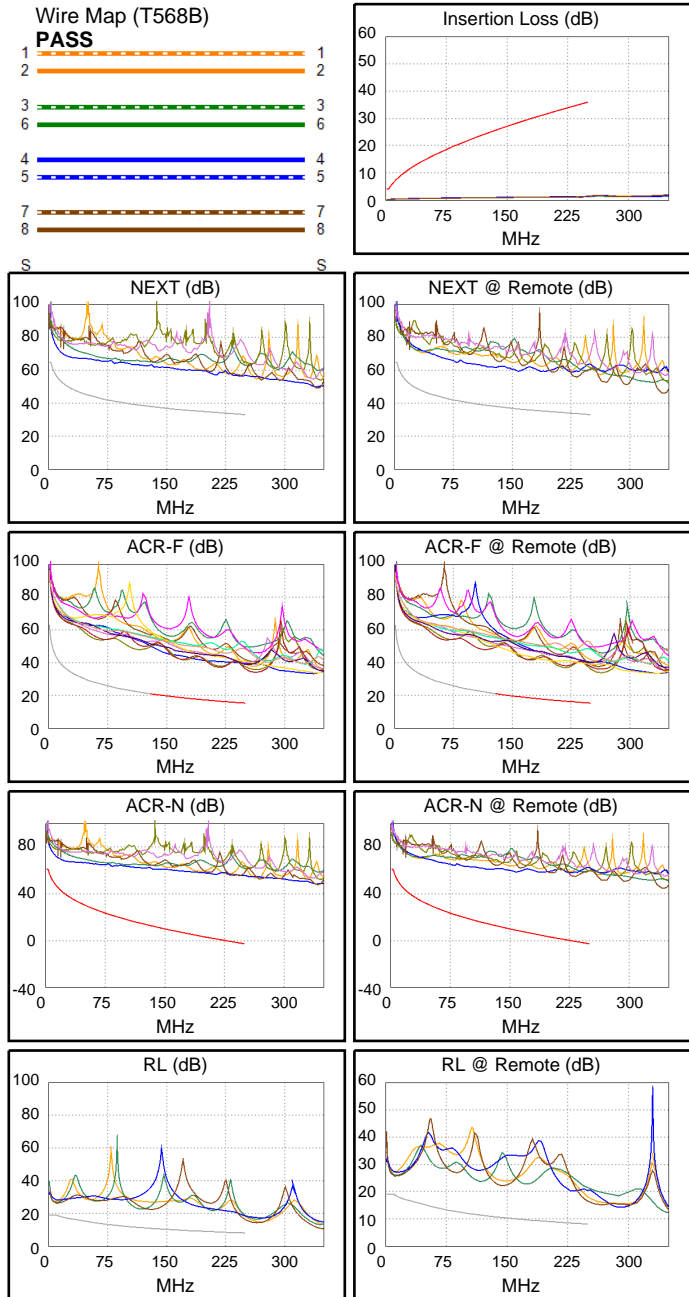 Wire Map (T568B)
PASS
1 1
2 2
3 3
6 6
4 4
5 5
7 7
8 8
S S
Insertion Loss (dB)
60
50
40
30
20
10
0
0 75 150 225 300
MHz
NEXT (dB)
100
80
60
40
20
0
0 75 150 225 300
MHz
NEXT @ Remote (dB)
100
80
60
40
20
0
0 75 150 225 300
MHz
ACR-F (dB)
100
80
60
40
20
0
0 75 150 225 300
MHz
ACR-F @ Remote (dB)
100
80
60
40
20
0
0 75 150 225 300
MHz
ACR-N (dB)
80
40
0
-40
0 75 150 225 300
MHz
ACR-N @ Remote (dB)
80
40
0
-40
0 75 150 225 300
MHz
RL (dB)
100
80
60
40
20
0
0 75 150 225 300
MHz
RL @ Remote (dB)
60
50
40
30
20
10
0
0 75 150 225 300
MHz